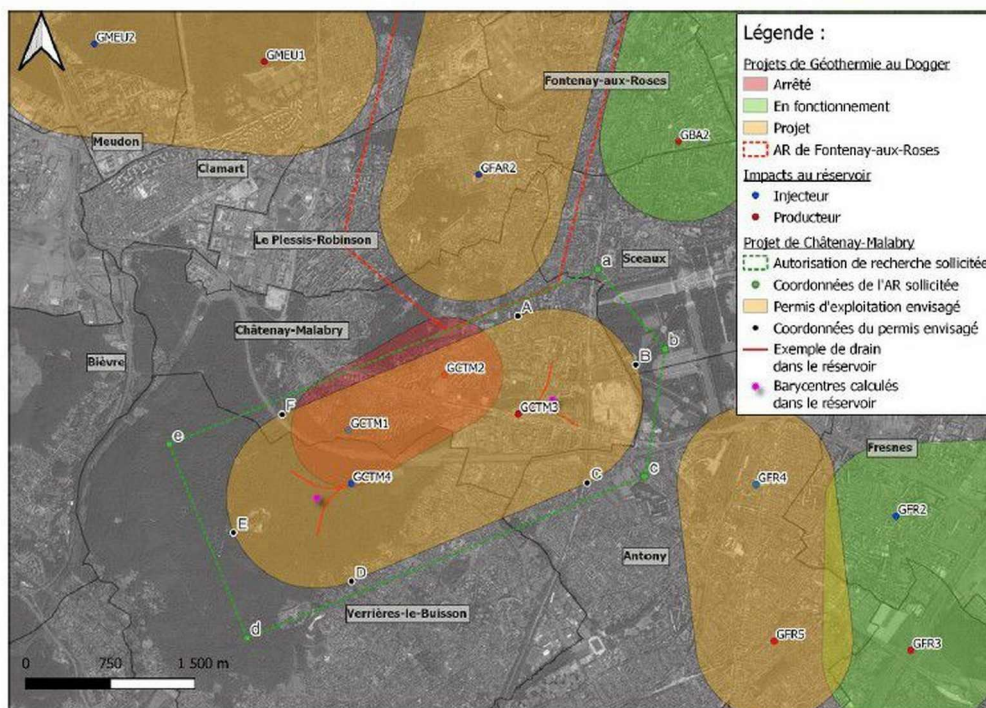 GMEU2
GMEU1
Meudon
Clamart
Fontenay-aux-Roses
GFAR2
GBA2
Le Plessis-Robinson
Sceaux
a
A
Châtenay-Malabry
Bièvre
b
B
GCTM2
F
GCTM3
GCTM1
e
Fresnes
GCTM4
C
c
GFR4
GFR2
E
Antony
D
Verrières-le-Buisson
d
GFR5
GFR3
0 750 1 500 m
Légende :
Projets de Géothermie au Dogger
Arrêté
En fonctionnement
Projet
AR de Fontenay-aux-Roses
Impacts au réservoir
Injecteur
Producteur
Projet de Châtenay-Malabry
Autorisation de recherche sollicitée
Coordonnées de l'AR sollicitée
Permis d'exploitation envisagé
Coordonnées du permis envisagé
Exemple de drain
dans le réservoir
Barycentres calculés
dans le réservoir